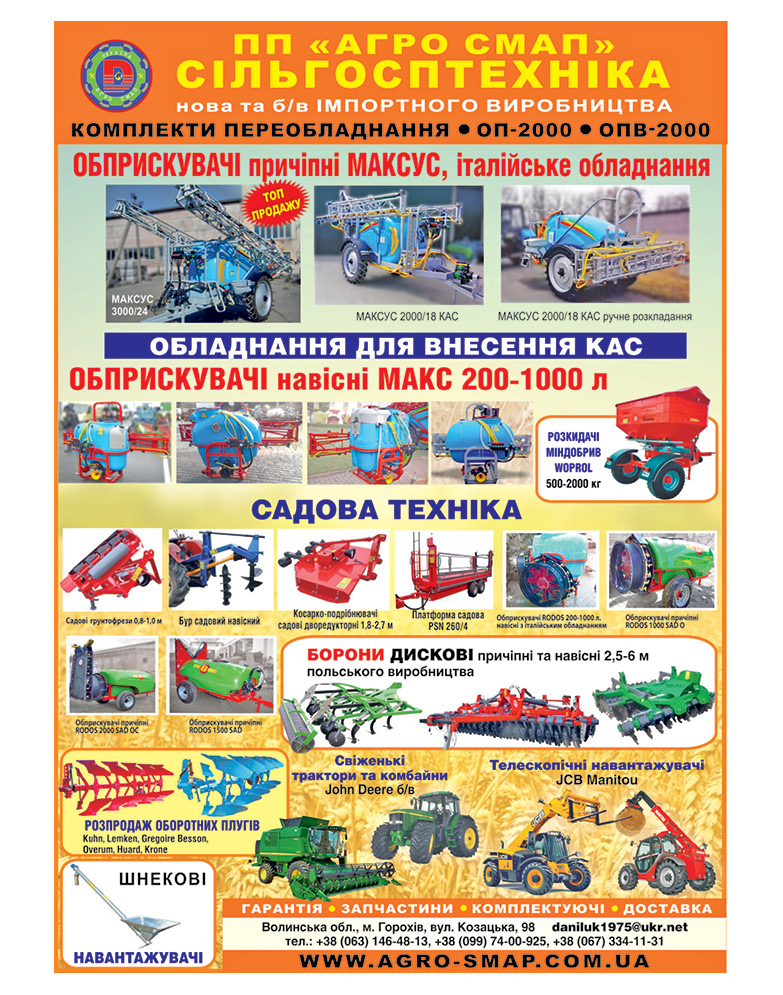 УКРАЇНА
АГРО СМАП
ПП «АГРО СМАП»
СІЛЬГОСПТЕХНІКА
нова та б/в ІМПОРТНОГО ВИРОБНИЦТВА
КОМПЛЕКТИ ПЕРЕОБЛАДНАННЯ ● ОП-2000 ● ОПВ-2000
ОБПРИСКУВАЧІ причіпні МАКСУС, італійське обладнання
ТОП
ПРОДАЖУ
МАКСУС
3000/24
МАКСУС 2000/18 КАС
МАКСУС 2000/18 КАС ручне розкладання
ОБЛАДНАННЯ ДЛЯ ВНЕСЕННЯ КАС
ОБПРИСКУВАЧІ навісні МАКС 200-1000 л
РОЗКИДАЧІ
МІНДОБРИВ
WOPROL
500-2000 кг
САДОВА ТЕХНІКА
Садові грунтофрези 0,8-1,0 м
Бур садовий навісний
Косарко-подрібнювачі
садові дворедукторні 1,8-2,7 м
Платформа садова
PSN 260/4
Обприскувачі RODOS 200-1000 л.
навісні з італійським обладнанням
Обприскувачі причіпні
RODOS 1000 SAD O
Обприскувачі причіпні
RODOS 2000 SAD OC
Обприскувачі причіпні
RODOS 1500 SAD
БОРОНИ ДИСКОВІ причіпні та навісні 2,5-6 м
польського виробництва
РОЗПРОДАЖ ОБОРОТНИХ ПЛУГІВ
Kuhn, Lemken, Gregoire Besson,
Overum, Huard, Krone
Свіженькі
трактори та комбайни
John Deere б/в
Телескопічні навантажувачі
JCB Manitou
JCB
ШНЕКОВІ
НАВАНТАЖУВАЧІ
ГАРАНТІЯ ● ЗАПЧАСТИНИ ● КОМПЛЕКТУЮЧІ ● ДОСТАВКА
Волинська обл., м. Горохів, вул. Козацька, 98 daniluk1975@ukr.net
тел.: +38 (063) 146-48-13, +38 (099) 74-00-925, +38 (067) 334-11-31
WWW.AGRO-SMAP.COM.UA